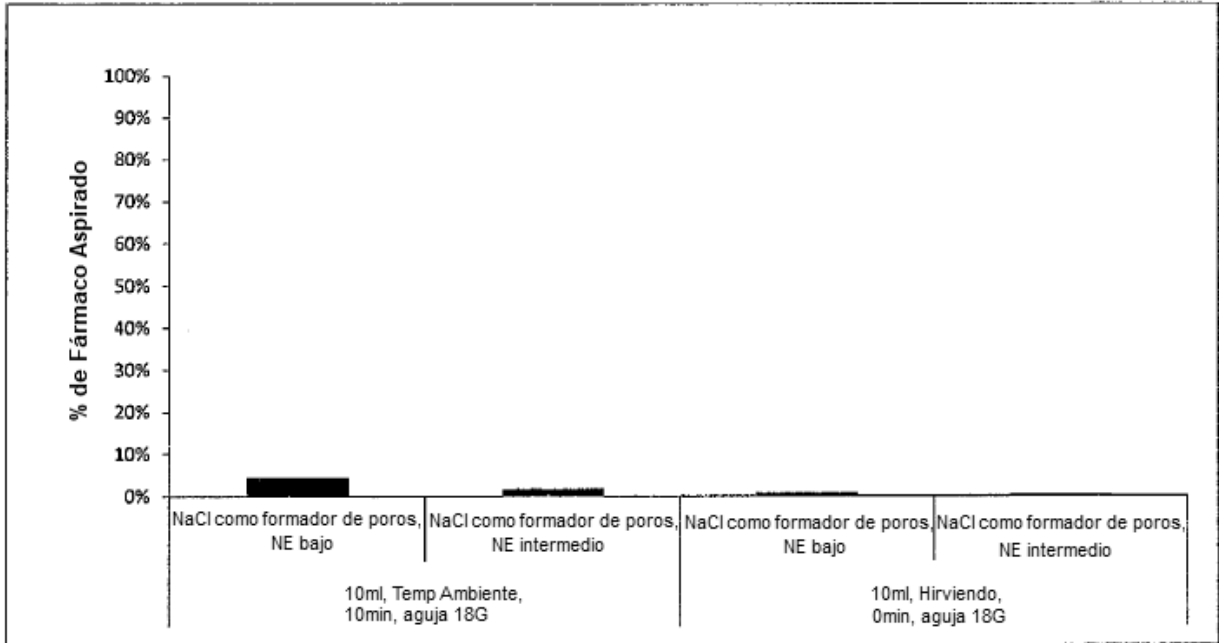 100%
90%
80%
70%
60%
50%
40%
30%
20%
10%
0%
% de Fármaco Aspirado
NaCl como formador de poros,
NE bajo
NaCl como formador de poros,
NE intermedio
NaCl como formador de poros,
NE bajo
NaCl como formador de poros,
NE intermedio
10ml, Temp Ambiente,
10min, aguja 18G
10ml, Hirviendo,
0min, aguja 18G